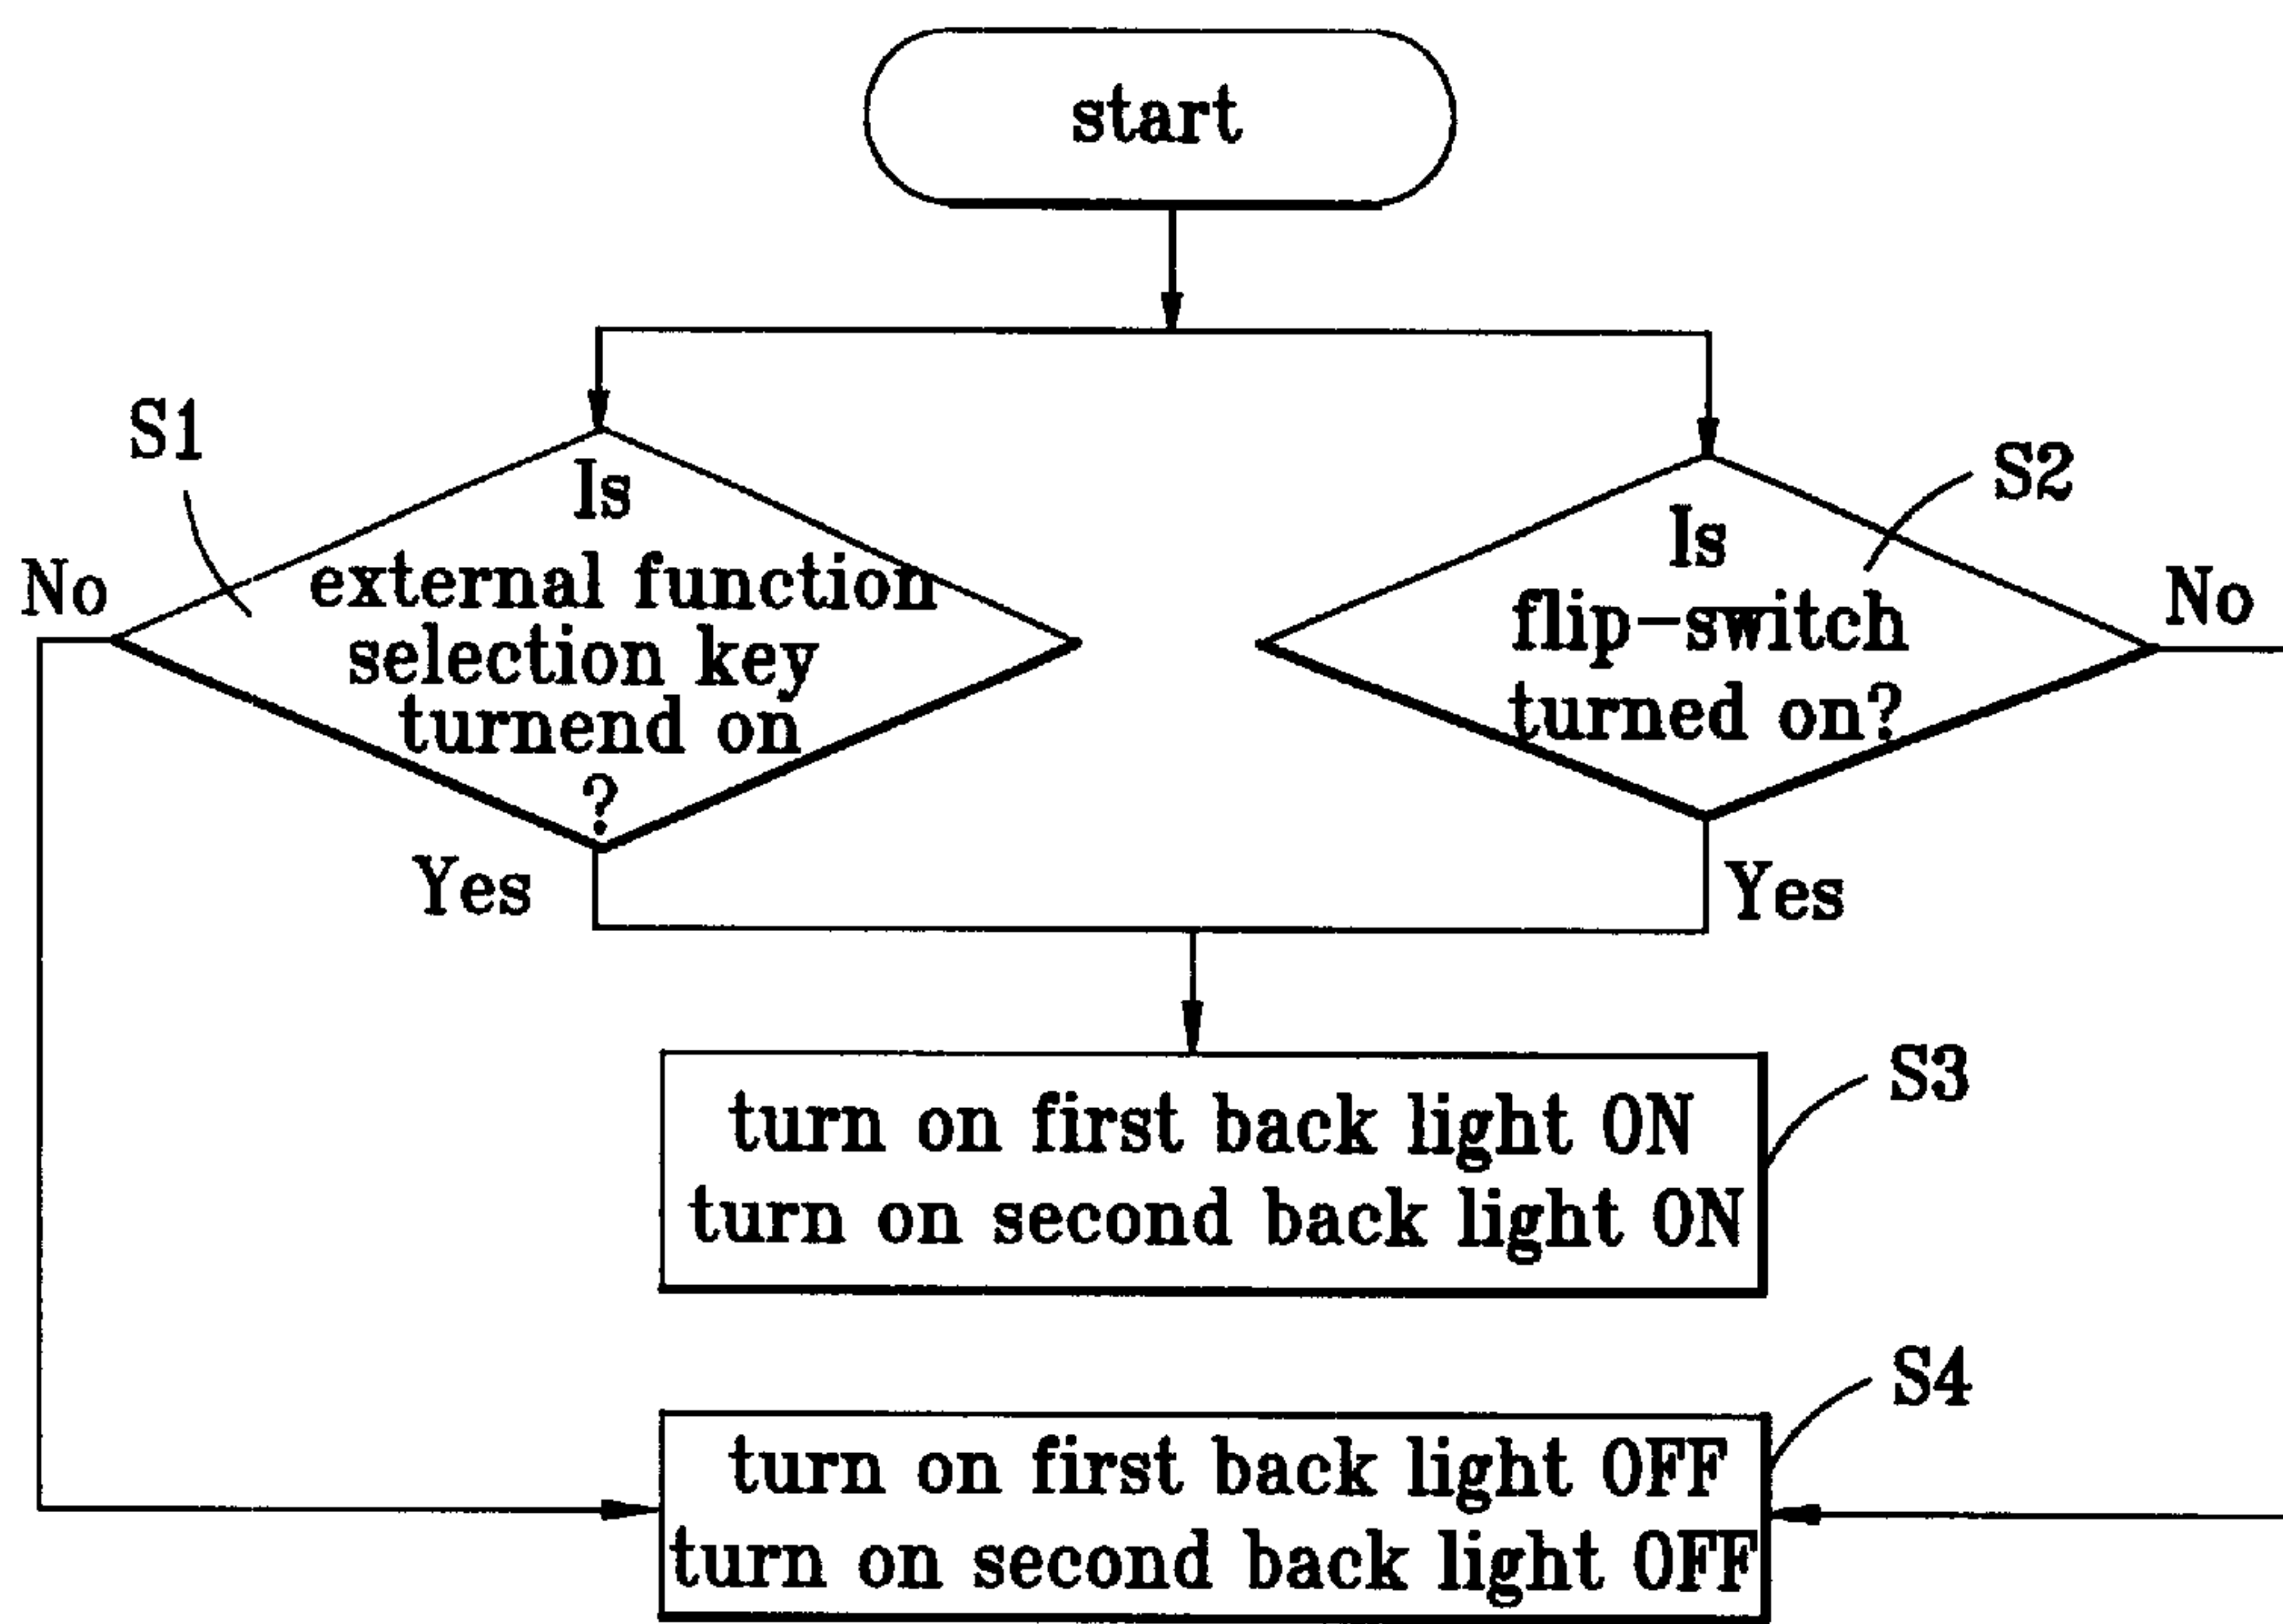 start
S1
Is
external function
selection key
turnend on
?
No
Yes
S2
Is
flip-switch
turned on?
No
Yes
S3
turn on first back light ON
turn on second back light ON
S4
turn on first back light OFF
turn on second back light OFF